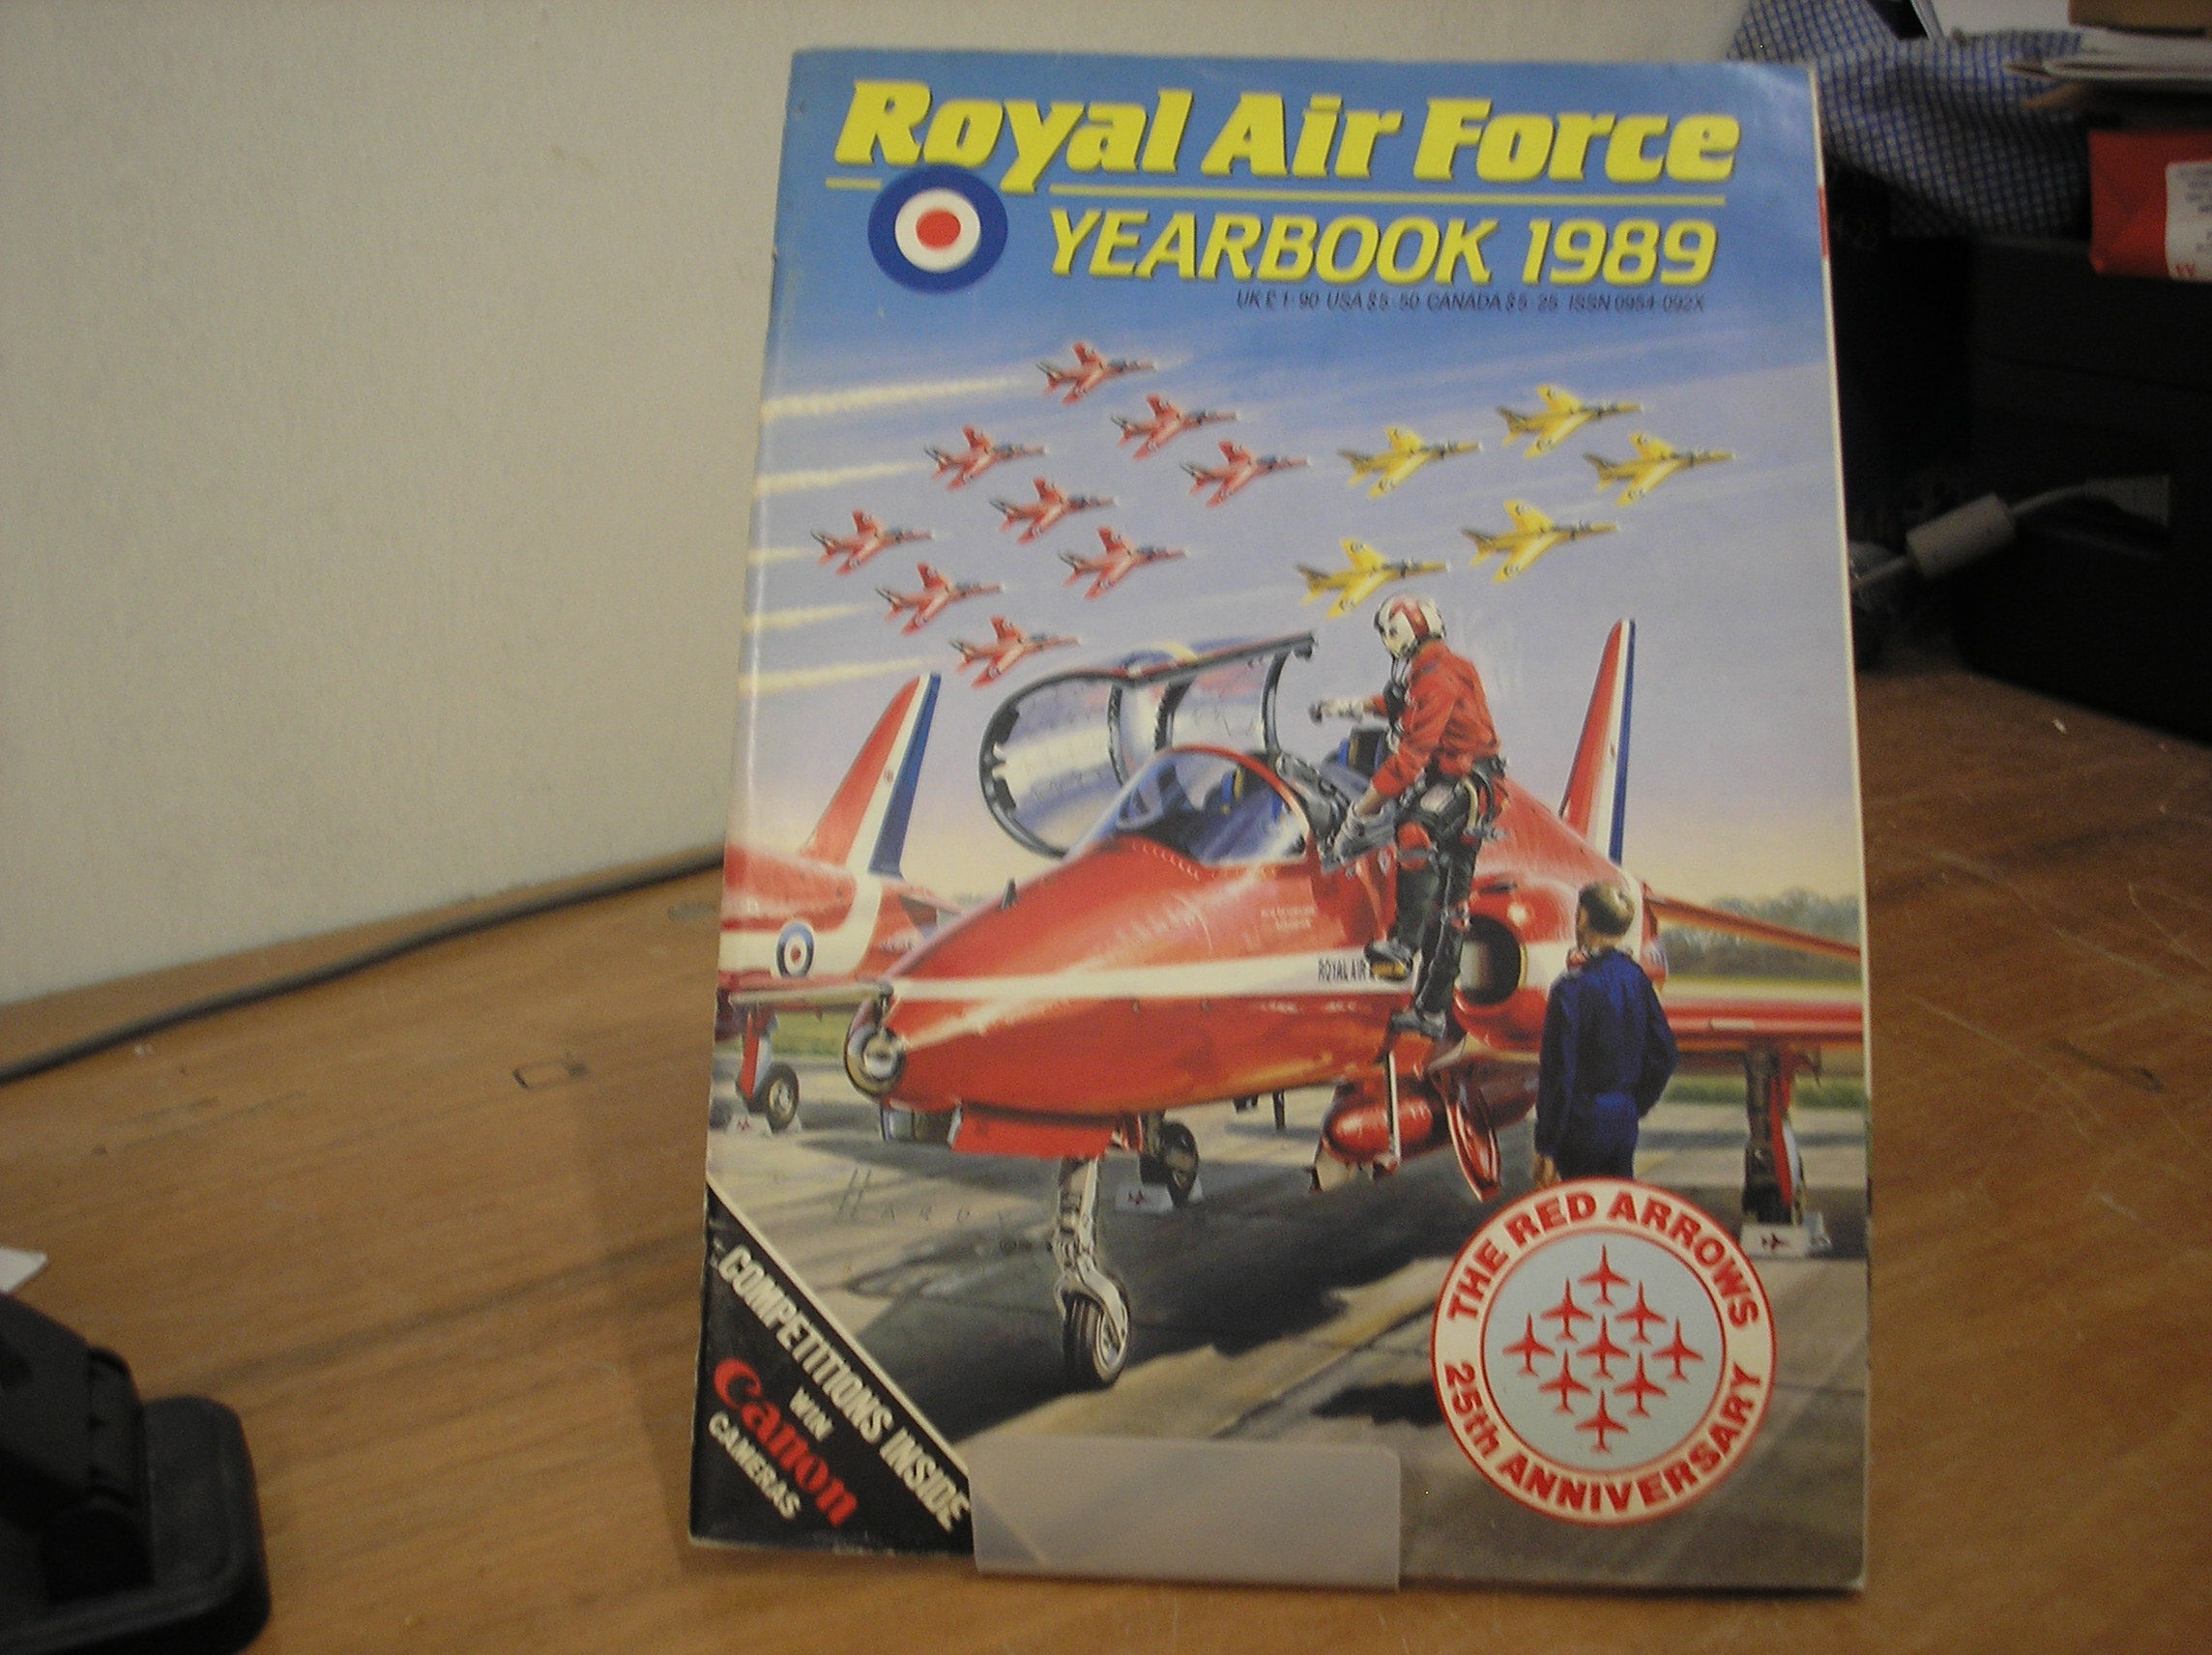 Royal Air Force
YEARBOOK 1989
UK £1·90 USA $5·50 CANADA $5·25 ISSN 0954-092X
ROYAL AIR
THE RED ARROWS
25th ANNIVERSARY
COMPETITIONS INSIDE
WIN
Canon
CAMERAS